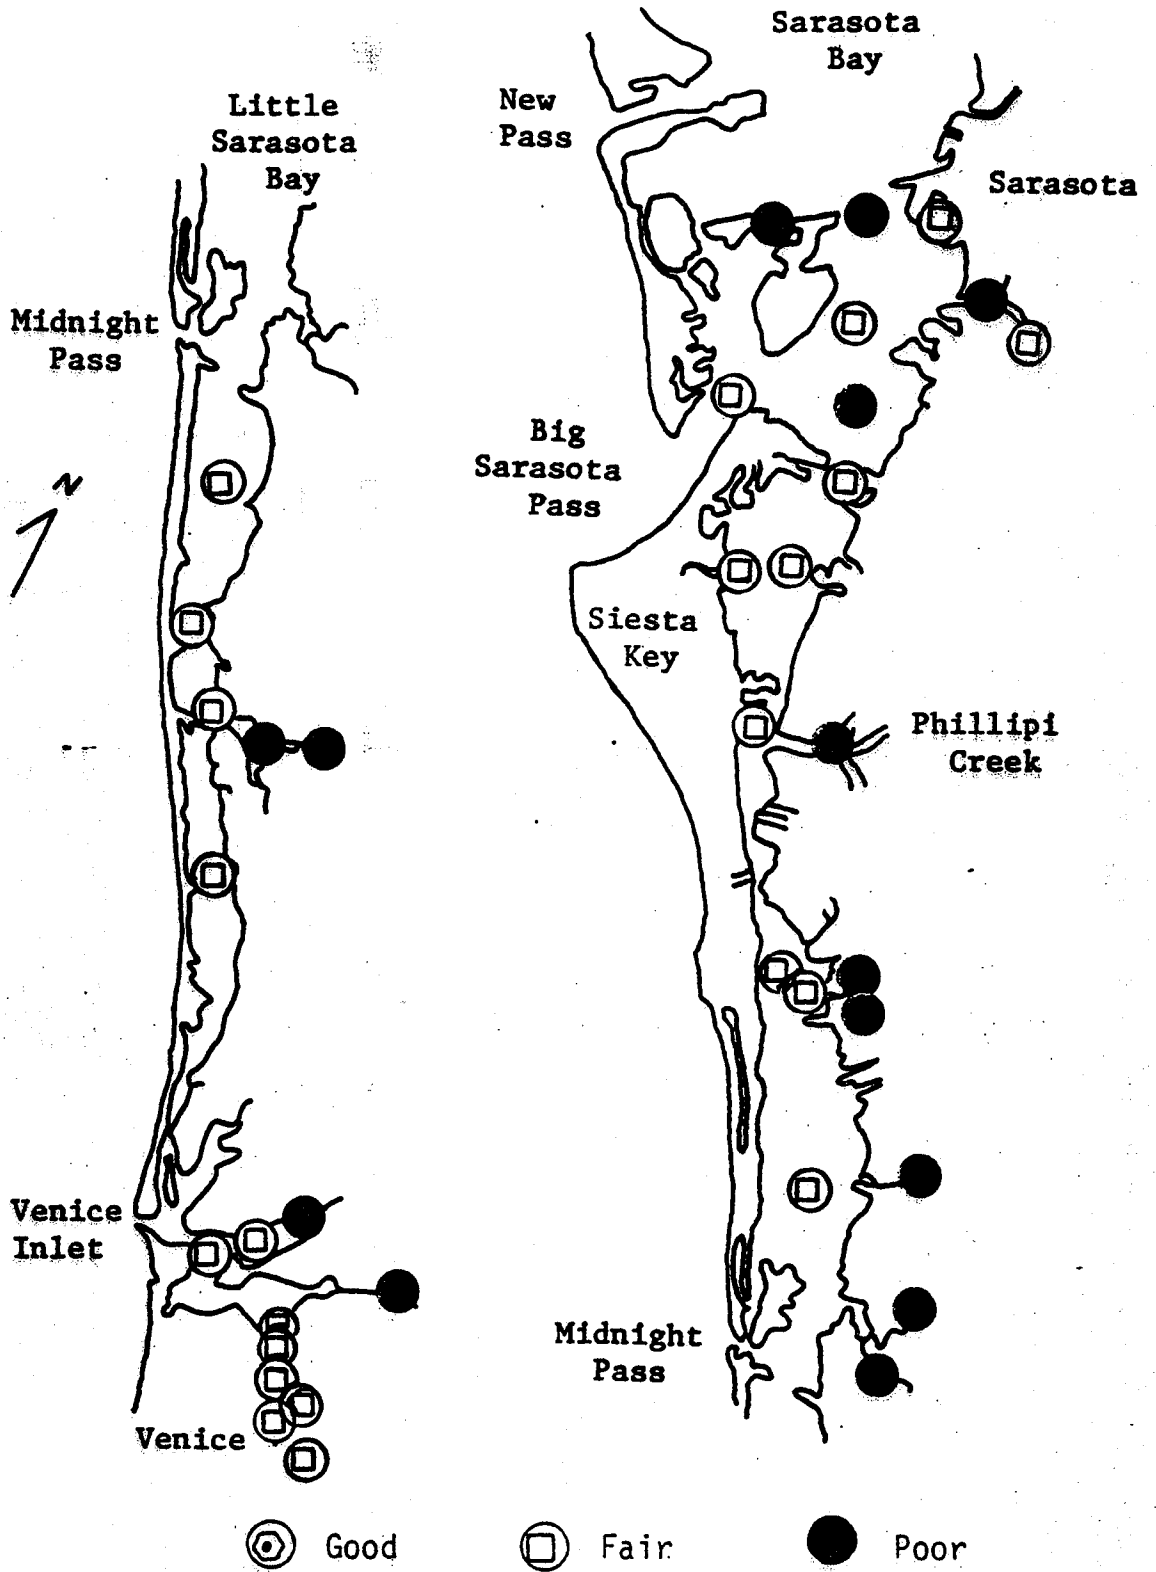 Sarasota
Bay
New
Pass
Little
Sarasota
Bay
Sarasota
Midnight
Pass
Big
Sarasota
Pass
N
Siesta
Key
Phillipi
Creek
Venice
Inlet
Midnight
Pass
Venice
Good
Fair
Poor